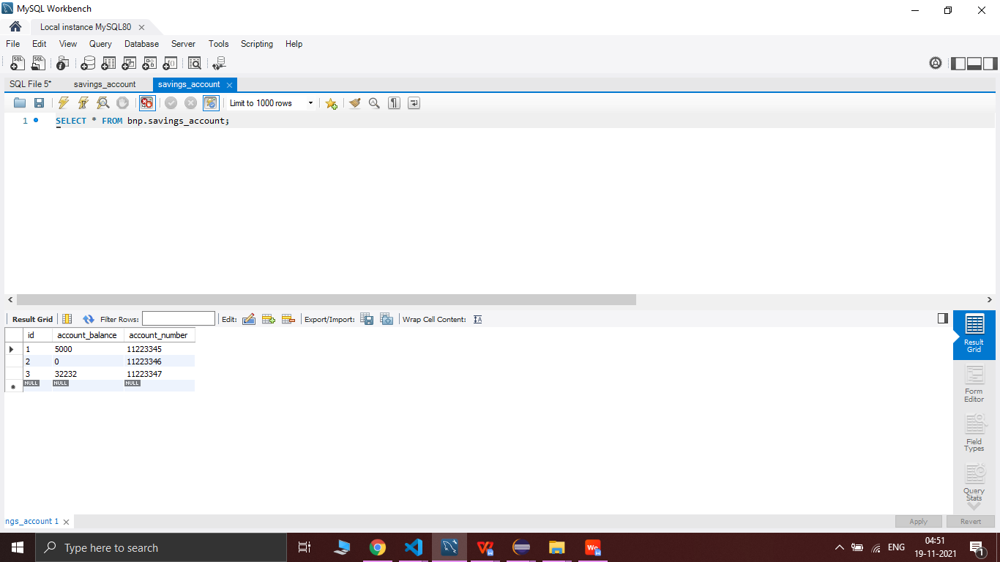 MySQL Workbench
Local instance MySQL80
File Edit View Query Database Server Tools Scripting Help
SQL File 5* savings_account savings_account
Limit to 1000 rows
1 SELECT * FROM bnp.savings_account;
Result Grid Filter Rows: Edit: Export/Import: Wrap Cell Content:
id account_balance account_number
1 5000 11223345
2 0 11223346
3 32232 11223347
NULL NULL NULL
Result
Grid
Form
Editor
Field
Types
Query
Stats
ngs_account 1
Apply Revert
Type here to search
ENG
04:51
19-11-2021
1